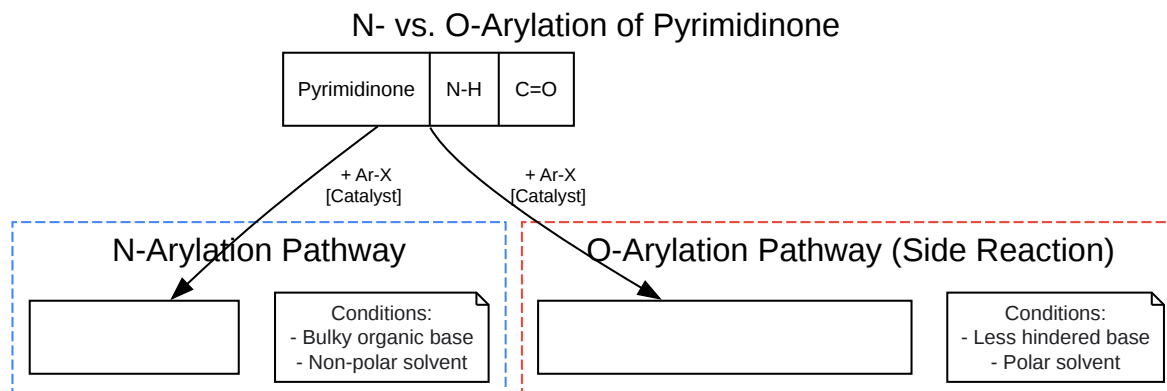 N- vs. O-Arylation of Pyrimidinone
Pyrimidinone
N-H
C=O
+ Ar-X
[Catalyst]
+ Ar-X
[Catalyst]
N-Arylation Pathway
Conditions:
- Bulky organic base
- Non-polar solvent
O-Arylation Pathway (Side Reaction)
Conditions:
- Less hindered base
- Polar solvent